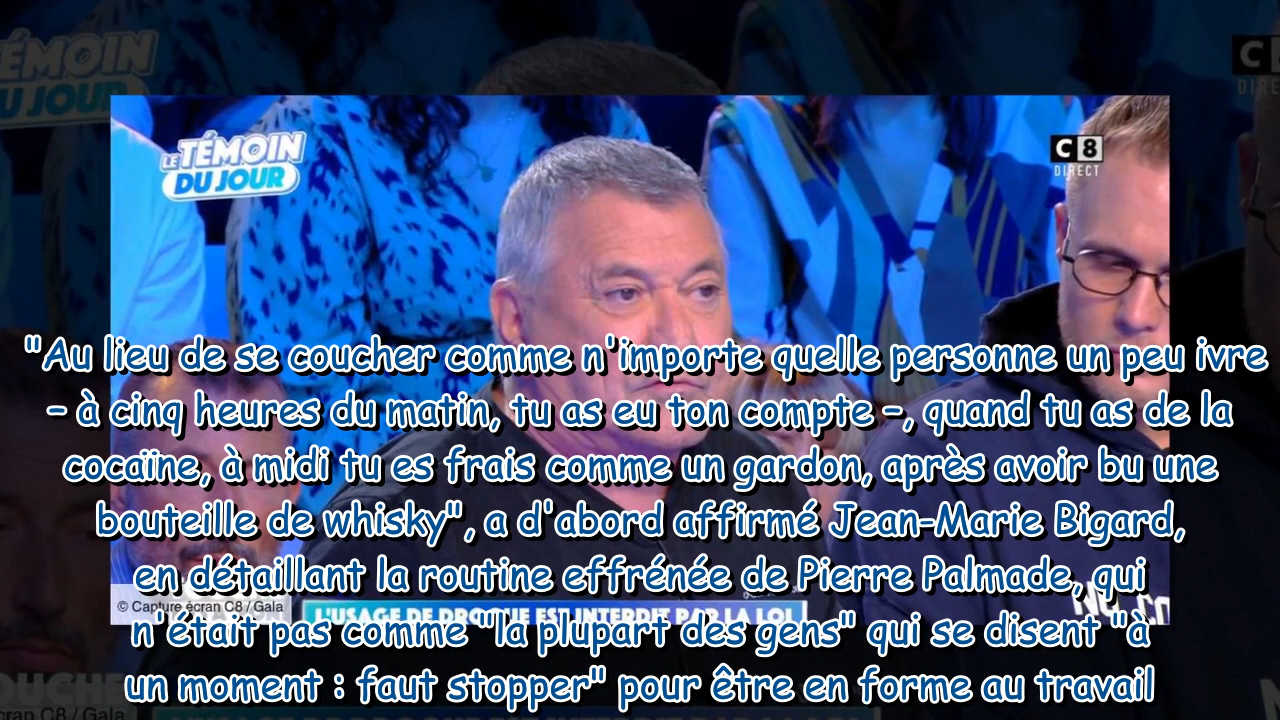 TÉMOIN
DU JOUR
LE TÉMOIN
DU JOUR
C8
DIRECT
"Au lieu de se coucher comme n'importe quelle personne un peu ivre
– à cinq heures du matin, tu as eu ton compte –, quand tu as de la
cocaïne, à midi tu es frais comme un gardon, après avoir bu une
bouteille de whisky", a d'abord affirmé Jean-Marie Bigard,
en détaillant la routine effrénée de Pierre Palmade, qui
© Capture écran C8 / Gala
L'USAGE DE DROGUE EST INTERDIT PAR LA LOI
n'était pas comme "la plupart des gens" qui se disent "à
un moment : faut stopper" pour être en forme au travail